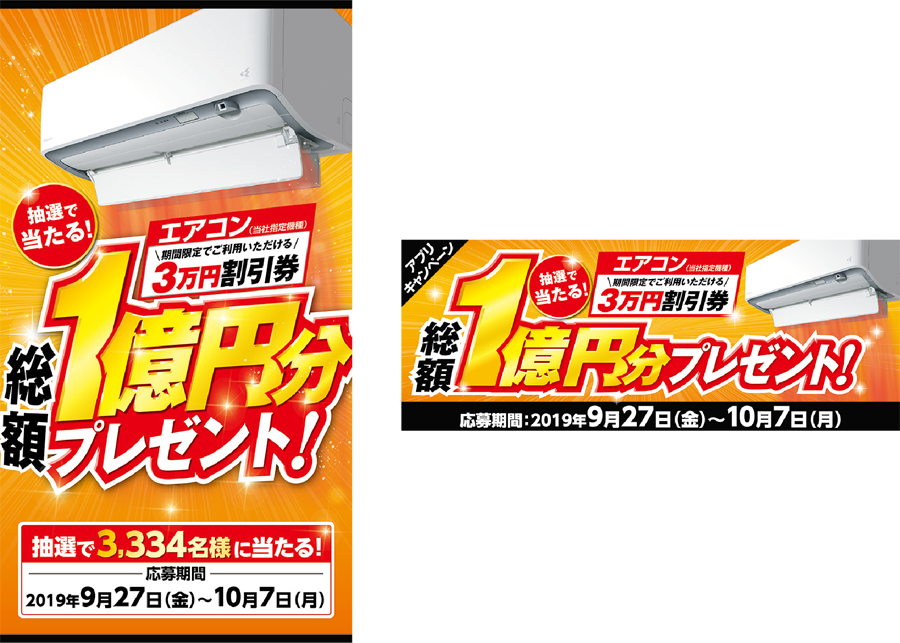 抽選で
当たる!
エアコン(当社指定機種)
\期間限定でご利用いただける/
3万円割引券
総額
1億円分
プレゼント!
抽選で3,334名様に当たる!
応募期間
2019年9月27日(金)～10月7日(月)
アプリ
キャンペーン
抽選で
当たる!
エアコン(当社指定機種)
\期間限定でご利用いただける/
3万円割引券
総額
1億円分プレゼント!
応募期間:2019年9月27日(金)～10月7日(月)